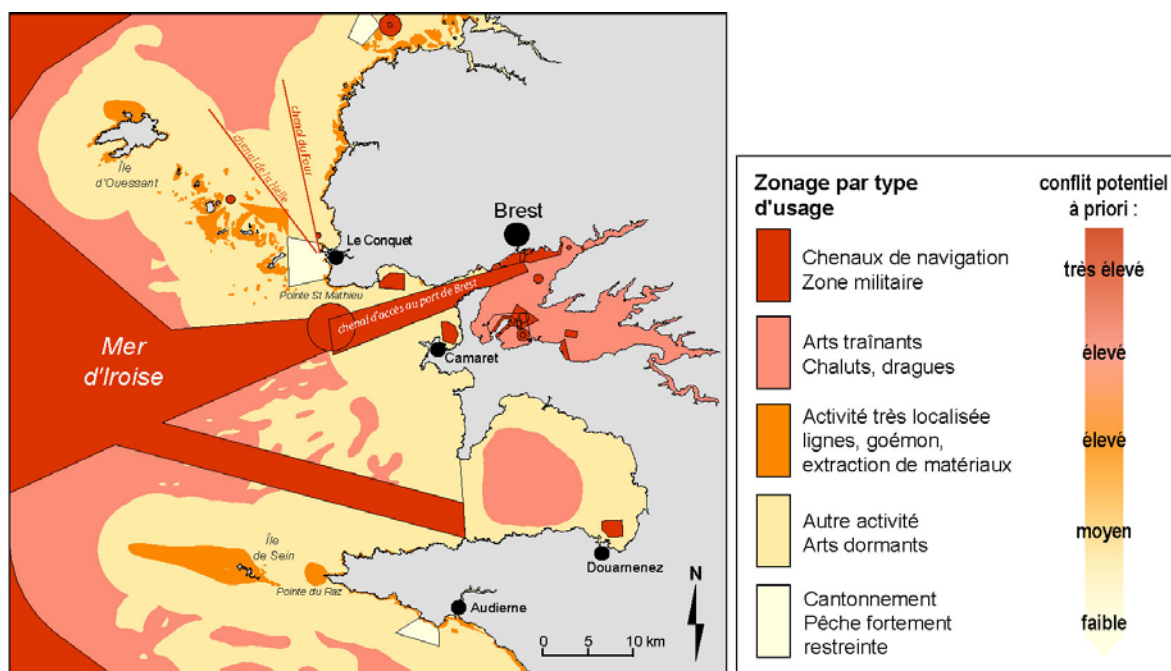 chenal du Four
chenal de la Helle
Île
d'Ouessant
Brest
Le Conquet
Pointe St Mathieu
chenal d'accès au port de Brest
Mer
d'Iroise
Camaret
Île
de Sein
Pointe du Raz
Douarnenez
Audierne
N
0 5 10 km
Zonage par type
d'usage
conflit potentiel
à priori :
Chenaux de navigation
Zone militaire
très élevé
Arts traînants
Chaluts, dragues
élevé
Activité très localisée
lignes, goémon,
extraction de matériaux
élevé
Autre activité
Arts dormants
moyen
Cantonnement
Pêche fortement
restreinte
faible